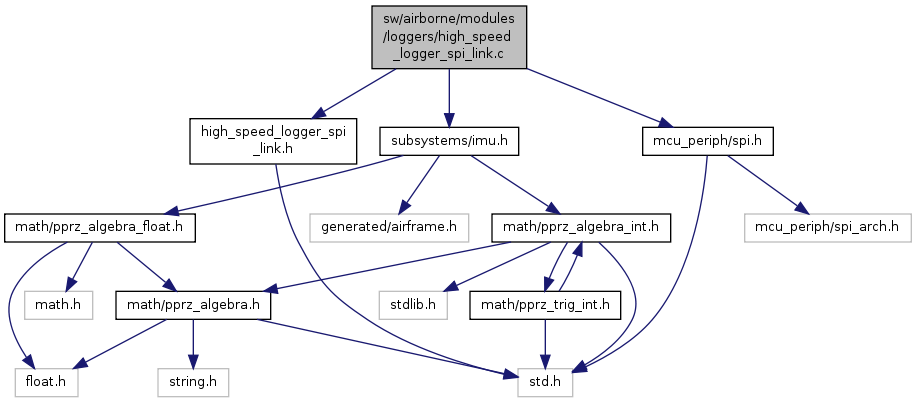 sw/airborne/modules
/loggers/high_speed
_logger_spi_link.c
high_speed_logger_spi
_link.h
subsystems/imu.h
mcu_periph/spi.h
math/pprz_algebra_float.h
generated/airframe.h
math/pprz_algebra_int.h
mcu_periph/spi_arch.h
math.h
math/pprz_algebra.h
stdlib.h
math/pprz_trig_int.h
float.h
string.h
std.h